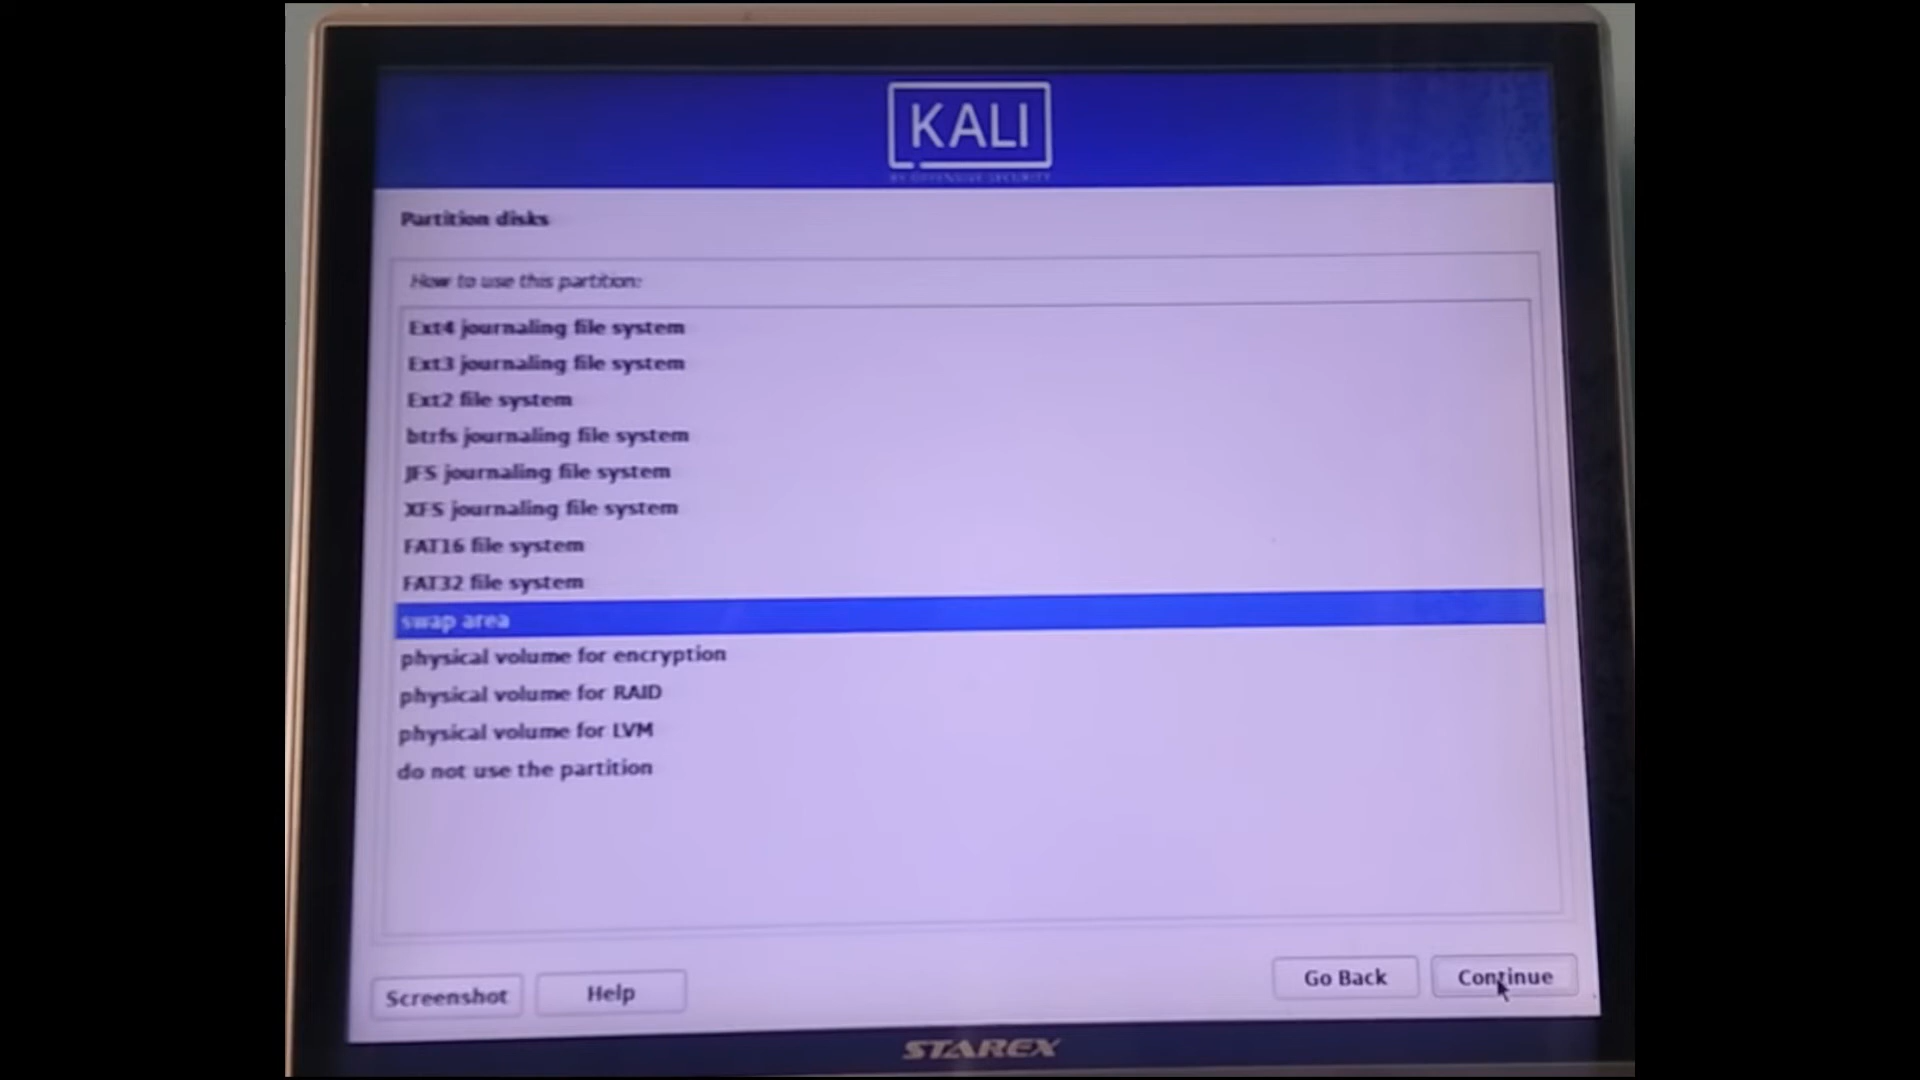 KALI
BY OFFENSIVE SECURITY
Partition disks
How to use this partition:
Ext4 journaling file system
Ext3 journaling file system
Ext2 file system
btrfs journaling file system
JFS journaling file system
XFS journaling file system
FAT16 file system
FAT32 file system
swap area
physical volume for encryption
physical volume for RAID
physical volume for LVM
do not use the partition
Screenshot
Help
Go Back
Continue
STAREX